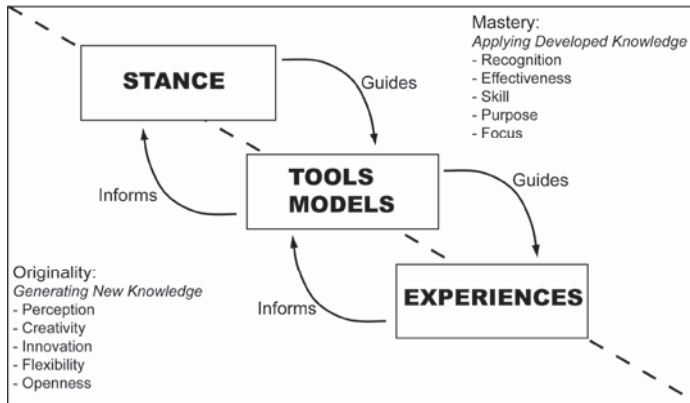 Mastery:
Applying Developed Knowledge
- Recognition
- Effectiveness
- Skill
- Purpose
- Focus
STANCE
Guides
Informs
TOOLS
MODELS
Guides
Informs
EXPERIENCES
Originality:
Generating New Knowledge
- Perception
- Creativity
- Innovation
- Flexibility
- Openness